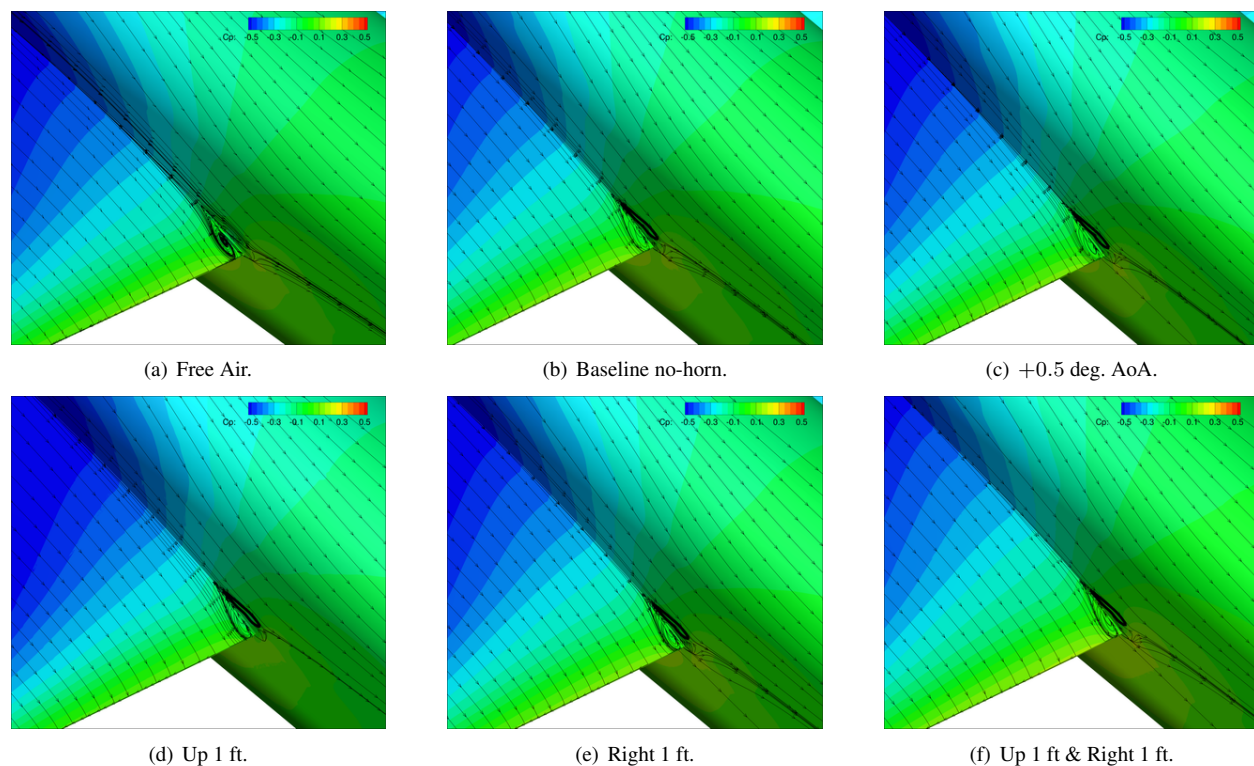 Cp: -0.5 -0.3 -0.1 0.1 0.3 0.5
Cp: -0.5 -0.3 -0.1 0.1 0.3 0.5
Cp: -0.5 -0.3 -0.1 0.1 0.3 0.5
(a) Free Air.
(b) Baseline no-horn.
(c) +0.5 deg. AoA.
Cp: -0.5 -0.3 -0.1 0.1 0.3 0.5
Cp: -0.5 -0.3 -0.1 0.1 0.3 0.5
Cp: -0.5 -0.3 -0.1 0.1 0.3 0.5
(d) Up 1 ft.
(e) Right 1 ft.
(f) Up 1 ft & Right 1 ft.